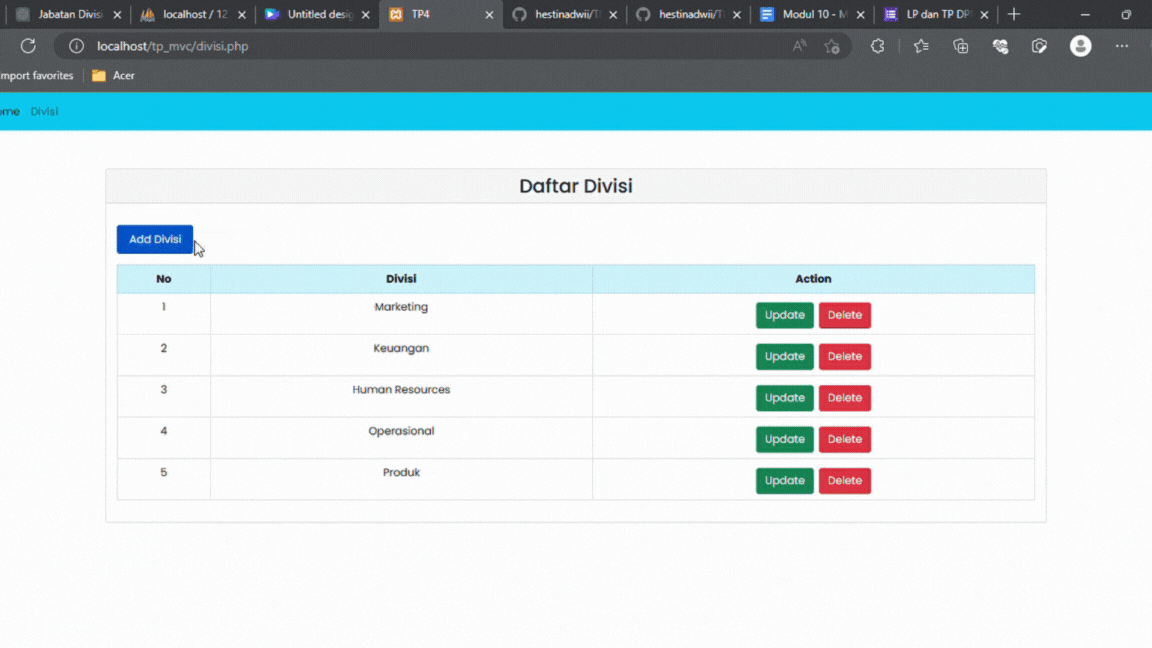 Jabatan Divisi
localhost / 12
Untitled desig
TP4
hestinadwii/T
hestinadwii/T
Modul 10 - M
LP dan TP DP
localhost/tp_mvc/divisi.php
mport favorites
Acer
ome
Divisi
Daftar Divisi
Add Divisi
No Divisi Action
1 Marketing Update Delete
2 Keuangan Update Delete
3 Human Resources Update Delete
4 Operasional Update Delete
5 Produk Update Delete